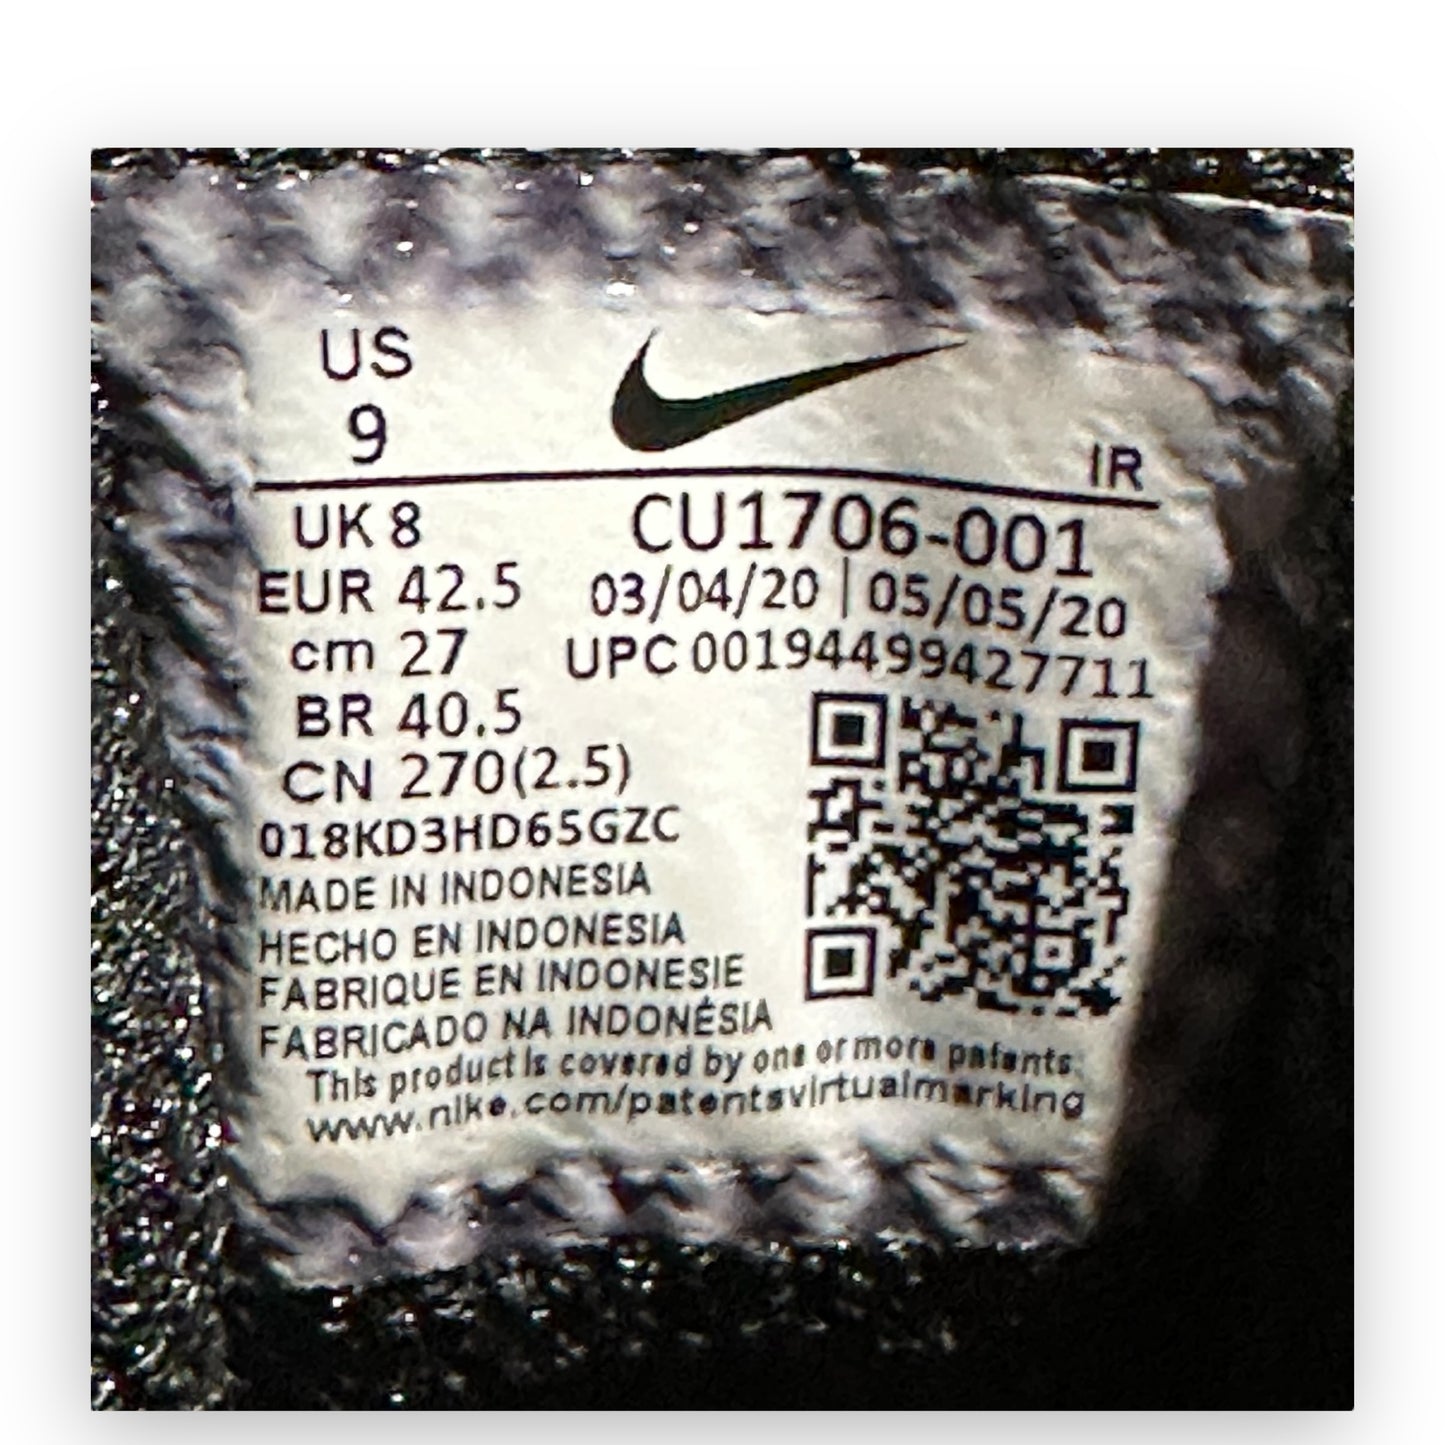 US
9
IR
UK 8
CU1706-001
EUR 42.5
03/04/20 | 05/05/20
cm 27
UPC 00194499427711
BR 40.5
CN 270(2.5)
018KD3HD65GZC
MADE IN INDONESIA
HECHO EN INDONESIA
FABRIQUE EN INDONESIE
FABRICADO NA INDONÉSIA
This product is covered by one or more patents:
www.nike.com/patentsvirtualmarking